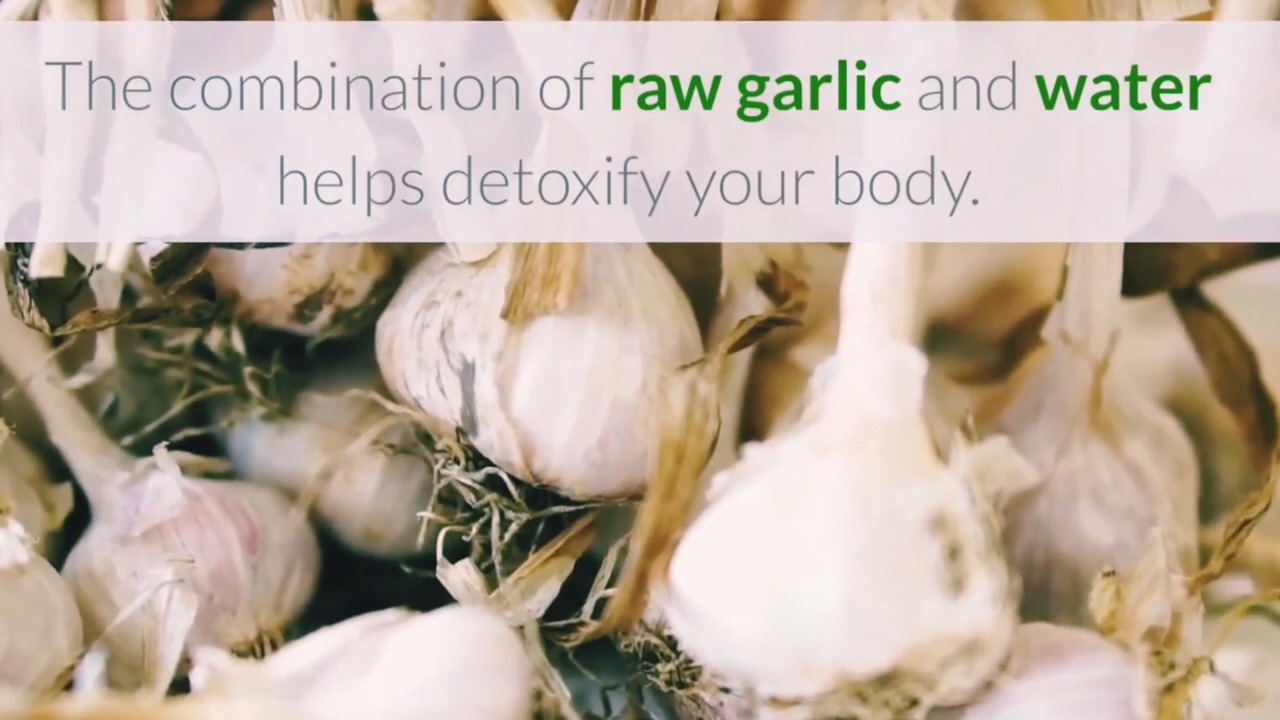 The combination of raw garlic and water
helps detoxify your body.